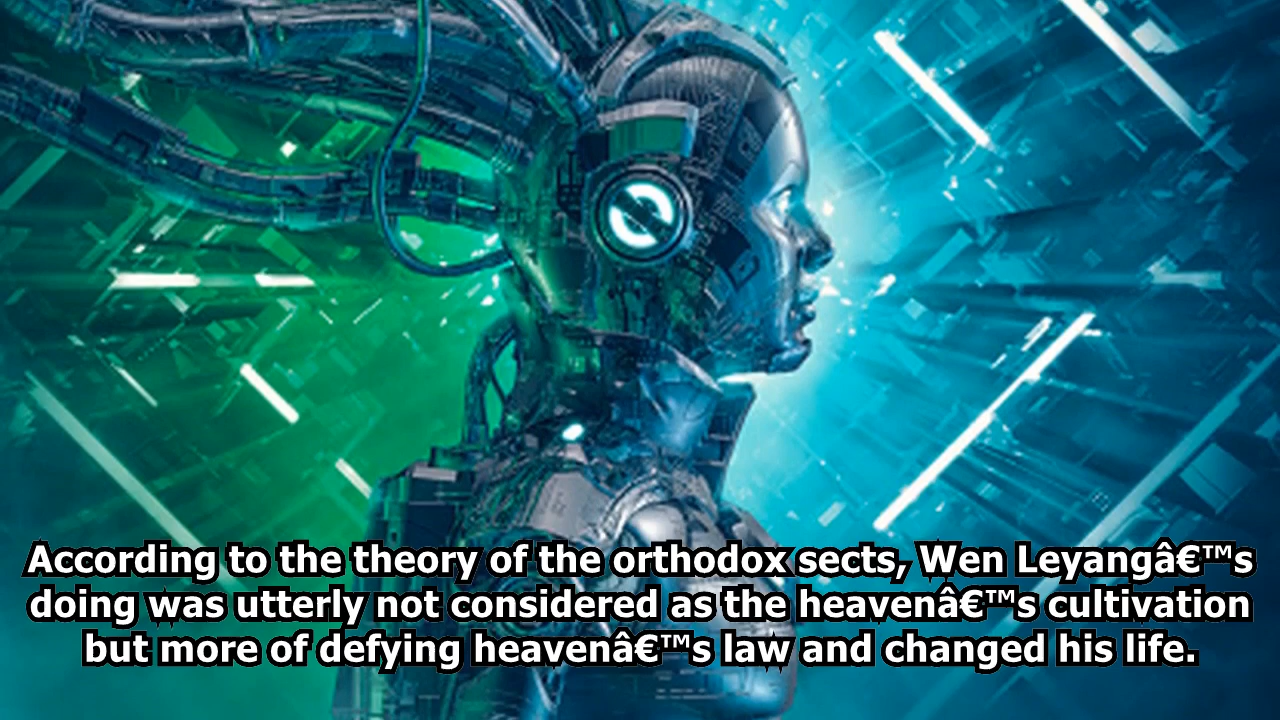 According to the theory of the orthodox sects, Wen Leyangâ€™s
doing was utterly not considered as the heavenâ€™s cultivation
but more of defying heavenâ€™s law and changed his life.